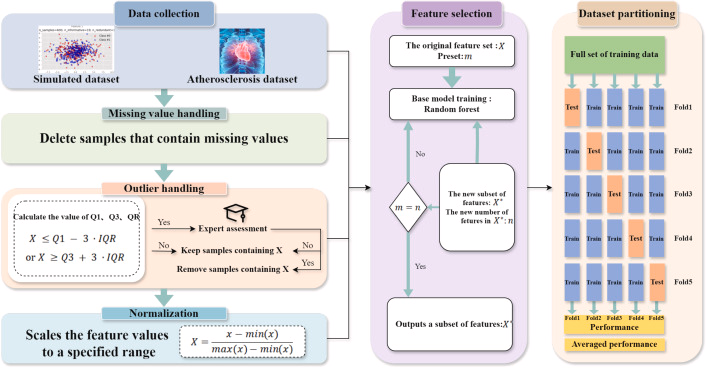 Data collection
Class #1
Class #2
Simulated dataset
Atherosclerosis dataset
Missing value handling
Delete samples that contain missing values
Outlier handling
Calculate the value of Q1、Q3、QR
X ≤ Q1 − 3 · IQR
or X ≥ Q3 + 3 · IQR
Yes
Expert assessment
No
Keep samples containing X
No
Remove samples containing X
Yes
Normalization
Scales the feature values
to a specified range
X = x − min(x) / max(x) − min(x)
Feature selection
The original feature set : X
Preset: m
Base model training :
Random forest
No
m = n
The new subset of
features: X*
The new number of
fetures in X*: n
Yes
Outputs a subset of features:X*
Dataset partitioning
Full set of training data
Test Train Train Train Train Fold1
Train Test Train Train Train Fold2
Train Train Test Train Train Fold3
Train Train Train Test Train Fold4
Train Train Train Train Test Fold5
Fold1 Fold2 Fold3 Fold4 Fold5
Performance
Averaged performance